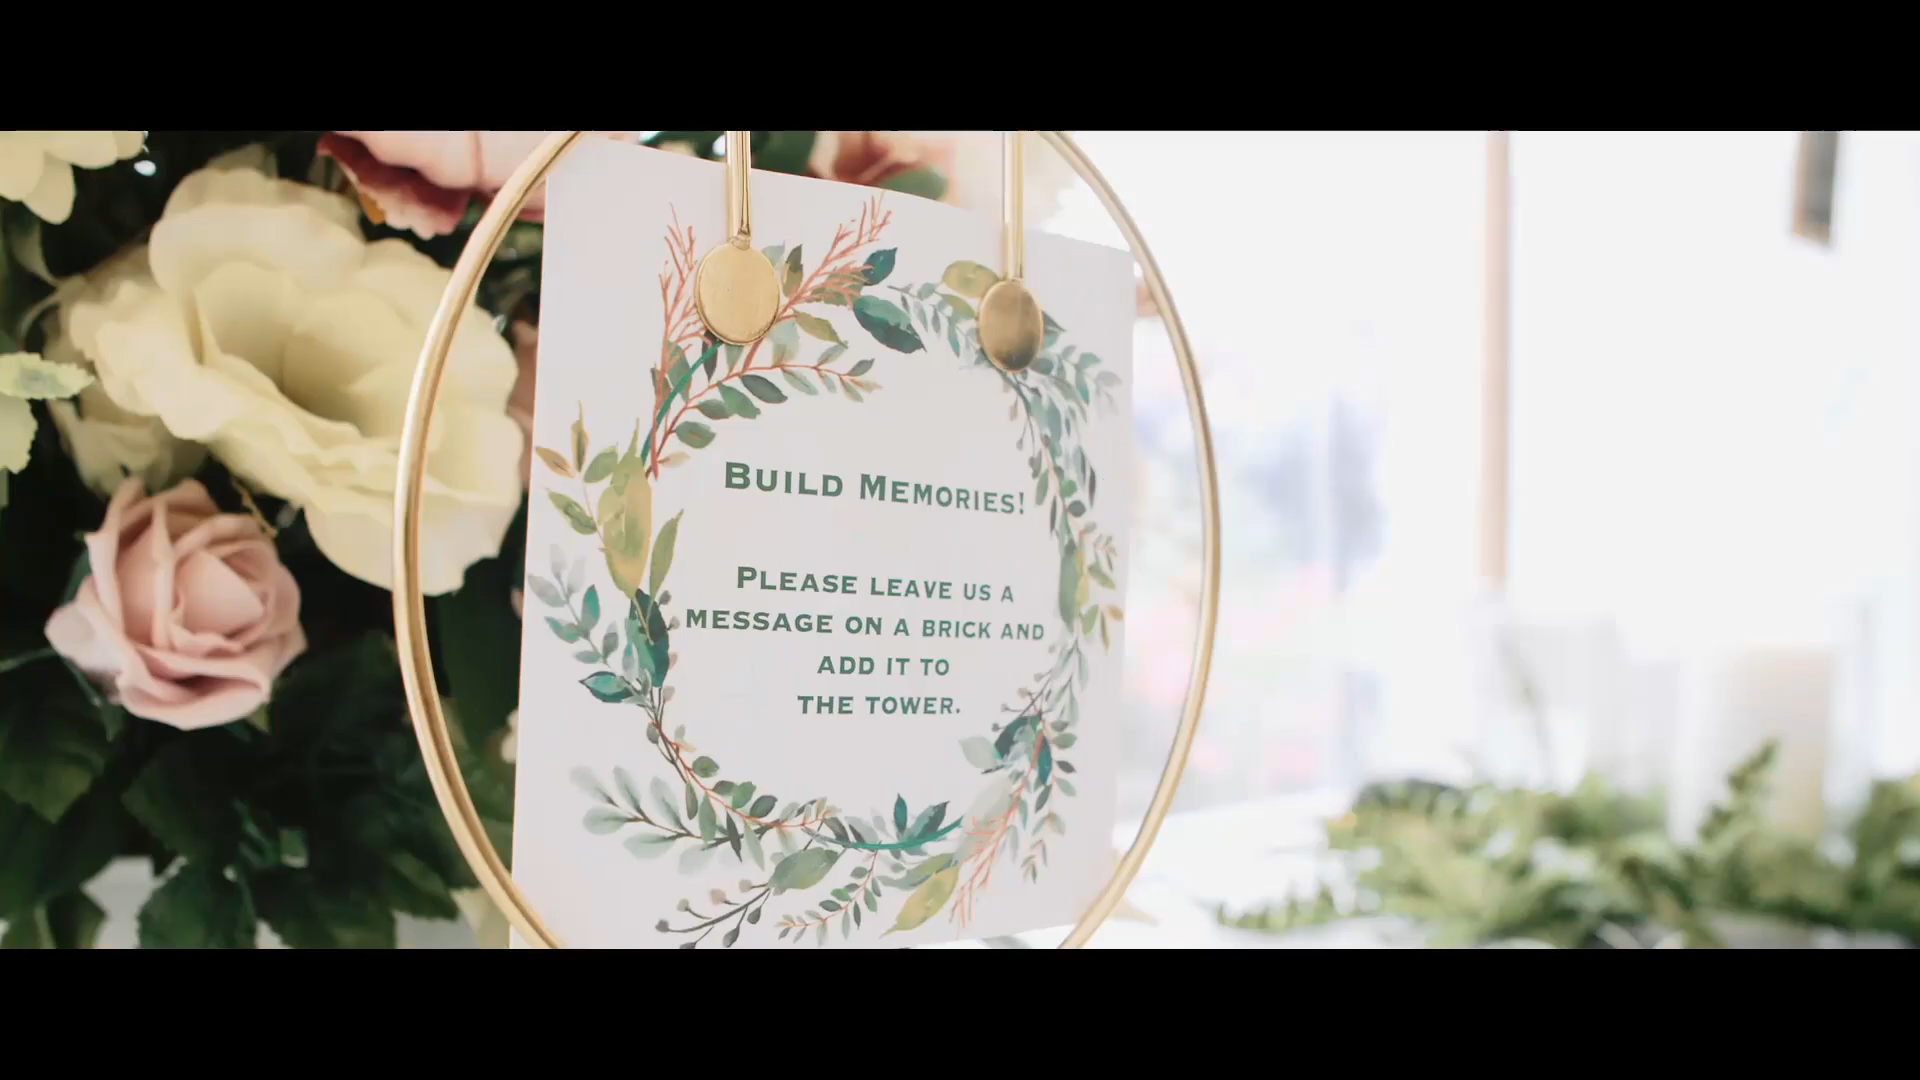 BUILD MEMORIES!
PLEASE LEAVE US A
MESSAGE ON A BRICK AND
ADD IT TO
THE TOWER.